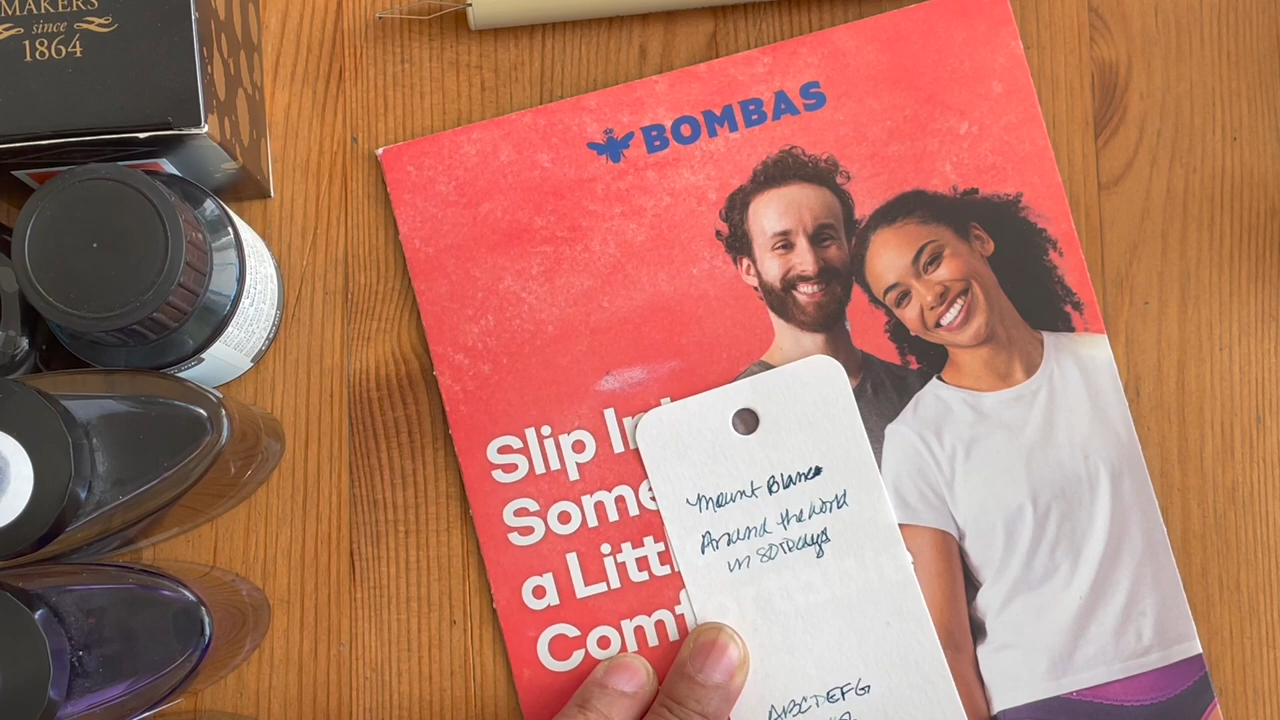 MAKERS
since
1864
BOMBAS
Slip In
Some
a Littl
Comf
Mount Blanc
Around the World
in 80 Days
ABCDEFG